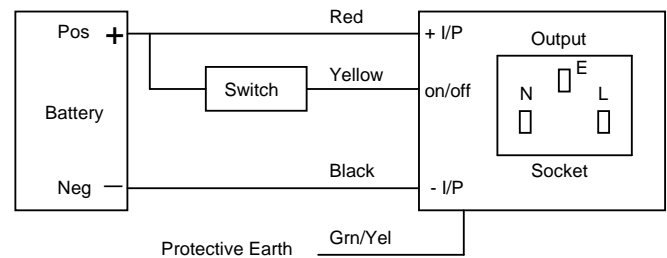 Red
Pos +
+ I/P
Output
E
Switch
Yellow
on/off
N
L
Battery
Socket
Black
Neg —
- I/P
Grn/Yel
Protective Earth